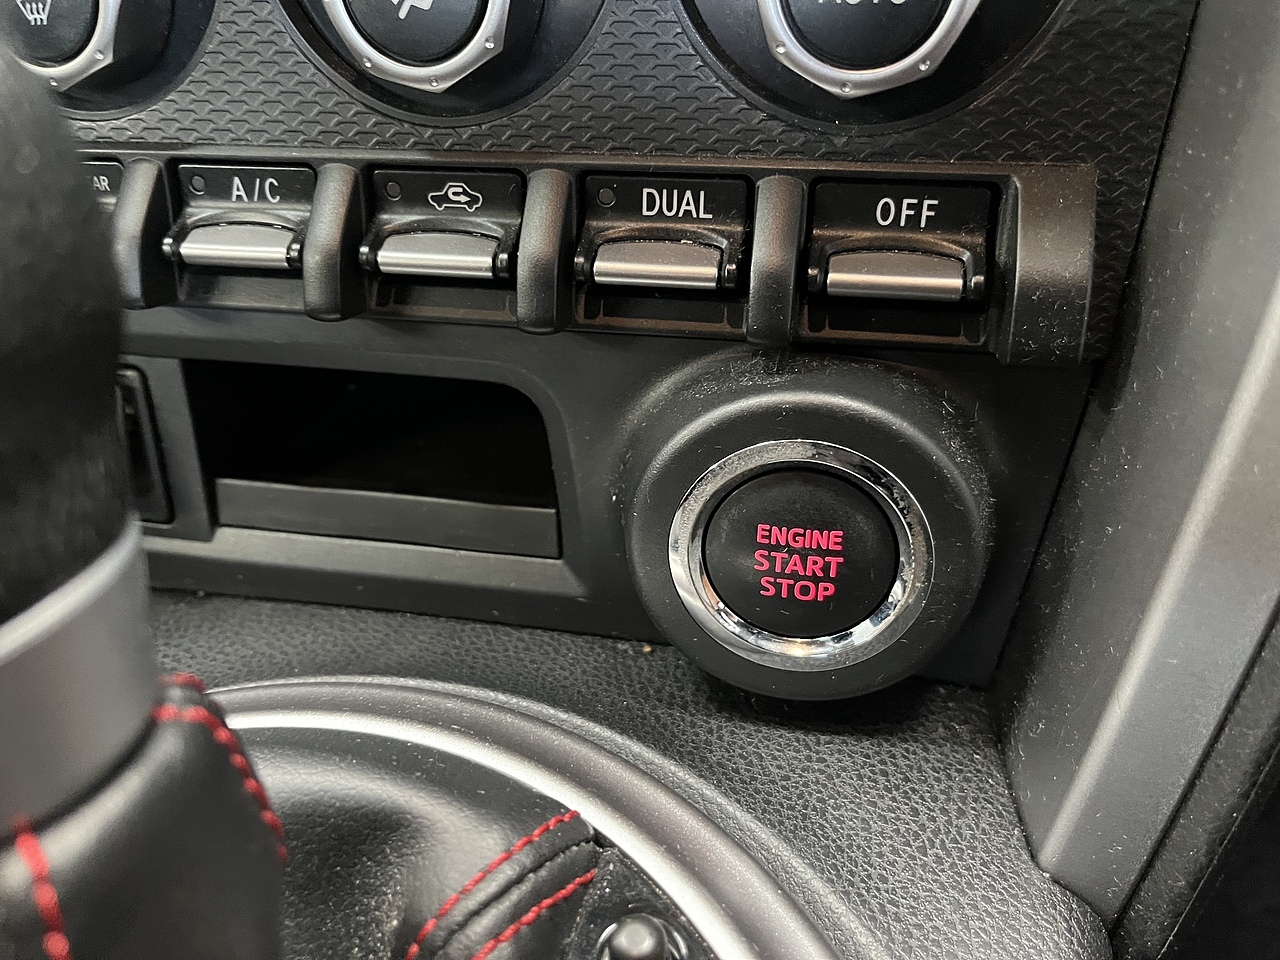 A/C
DUAL
OFF
ENGINE
START
STOP